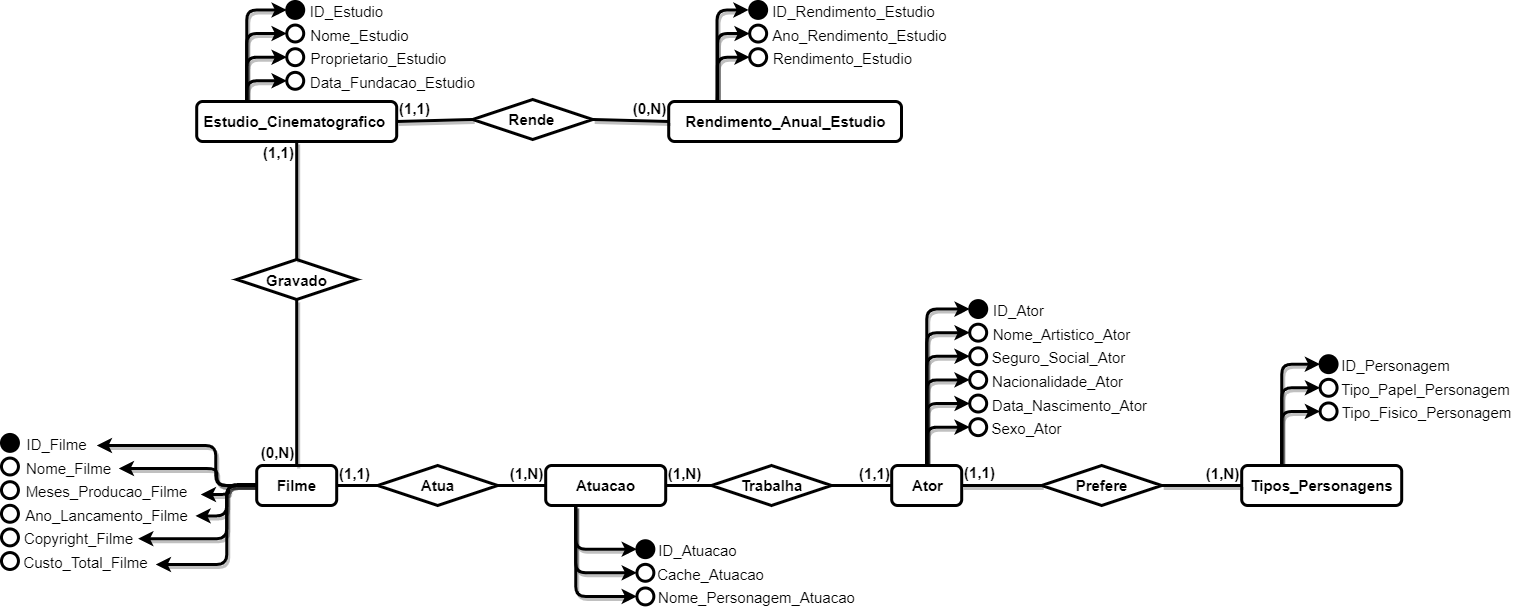 ID_Estudio
Nome_Estudio
Proprietario_Estudio
Data_Fundacao_Estudio
ID_Rendimento_Estudio
Ano_Rendimento_Estudio
Rendimento_Estudio
Estudio_Cinematografico
(1,1)
Rende
(0,N)
Rendimento_Anual_Estudio
(1,1)
Gravado
(0,N)
ID_Filme
Nome_Filme
Meses_Producao_Filme
Ano_Lancamento_Filme
Copyright_Filme
Custo_Total_Filme
Filme
(1,1)
Atua
(1,N)
Atuacao
(1,N)
Trabalha
(1,1)
Ator
(1,1)
Prefere
(1,N)
Tipos_Personagens
ID_Ator
Nome_Artistico_Ator
Seguro_Social_Ator
Nacionalidade_Ator
Data_Nascimento_Ator
Sexo_Ator
ID_Personagem
Tipo_Papel_Personagem
Tipo_Fisico_Personagem
ID_Atuacao
Cache_Atuacao
Nome_Personagem_Atuacao